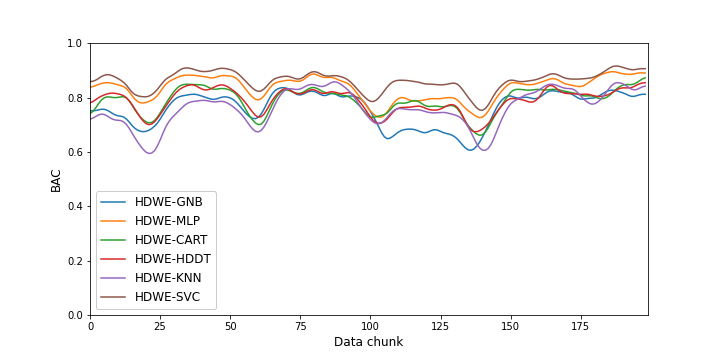 1.0
0.8
0.6
0.4
0.2
0.0
BAC
HDWE-GNB
HDWE-MLP
HDWE-CART
HDWE-HDDT
HDWE-KNN
HDWE-SVC
0 25 50 75 100 125 150 175
Data chunk